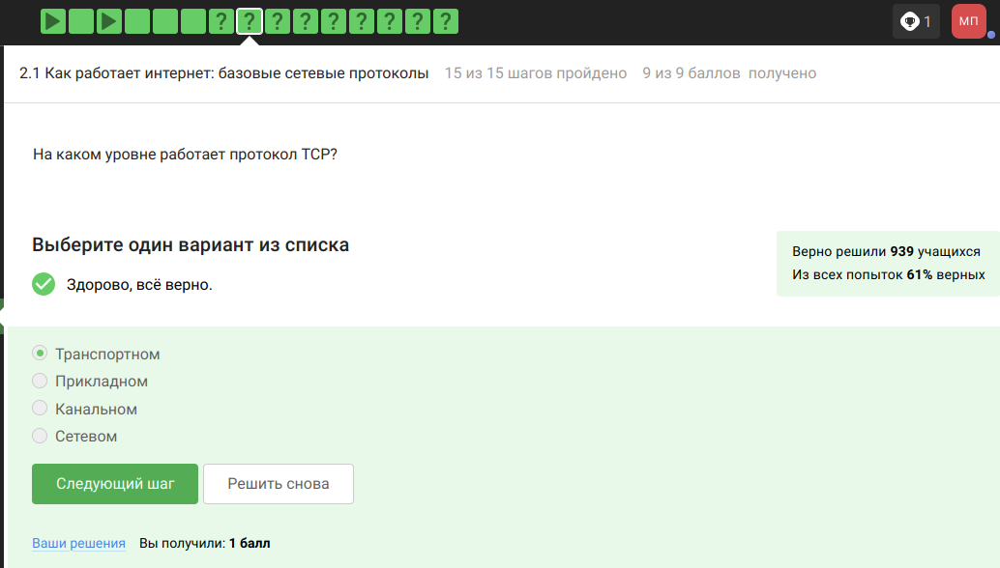 ? ? ? ? ? ? ? ? ?
1
МП
2.1 Как работает интернет: базовые сетевые протоколы 15 из 15 шагов пройдено 9 из 9 баллов получено
На каком уровне работает протокол TCP?
Выберите один вариант из списка
Здорово, всё верно.
Верно решили 939 учащихся
Из всех попыток 61% верных
Транспортном
Прикладном
Канальном
Сетевом
Следующий шаг Решить снова
Ваши решения Вы получили: 1 балл